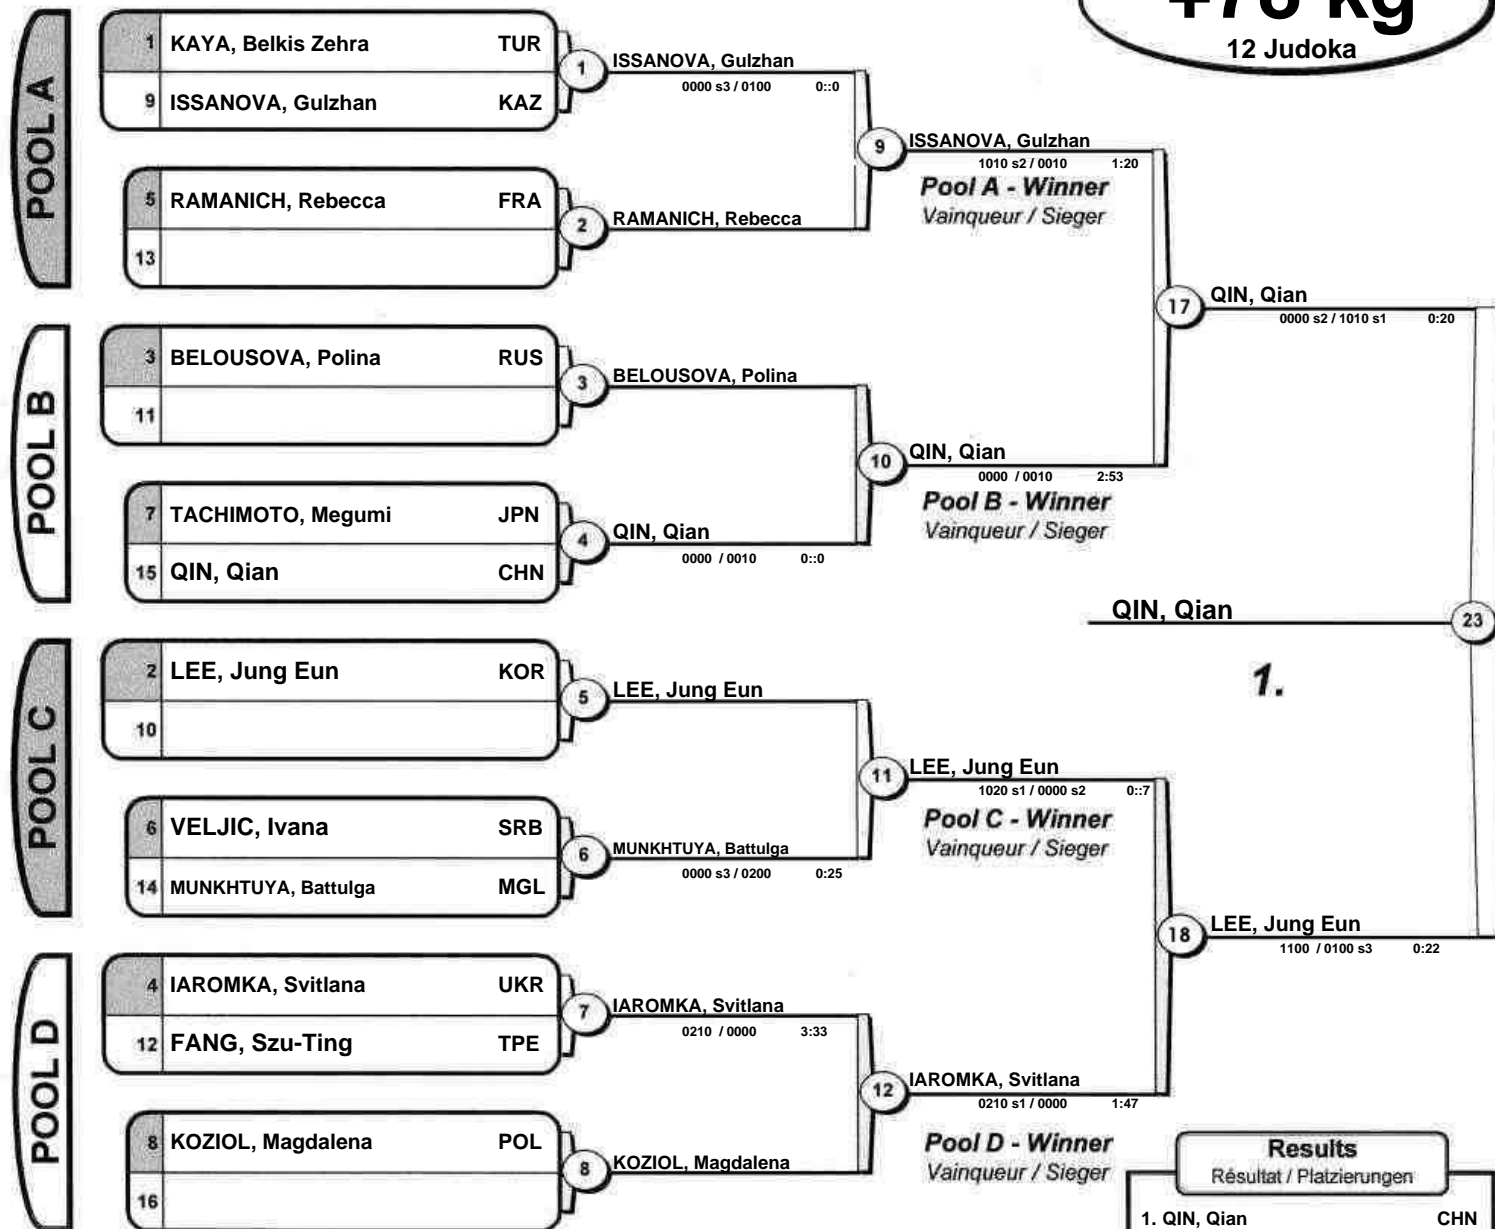 +78 kg
12 Judoka
POOL A
1 KAYA, Belkis Zehra TUR
9 ISSANOVA, Gulzhan KAZ
1
ISSANOVA, Gulzhan
0000 s3 / 0100 0::0
5 RAMANICH, Rebecca FRA
13
2
RAMANICH, Rebecca
9
ISSANOVA, Gulzhan
1010 s2 / 0010 1:20
Pool A - Winner
Vainqueur / Sieger
POOL B
3 BELOUSOVA, Polina RUS
11
3
BELOUSOVA, Polina
7 TACHIMOTO, Megumi JPN
15 QIN, Qian CHN
4
QIN, Qian
0000 / 0010 0::0
10
QIN, Qian
0000 / 0010 2:53
Pool B - Winner
Vainqueur / Sieger
17
QIN, Qian
0000 s2 / 1010 s1 0:20
QIN, Qian
23
1.
POOL C
2 LEE, Jung Eun KOR
10
5
LEE, Jung Eun
6 VELJIC, Ivana SRB
14 MUNKHTUYA, Battulga MGL
6
MUNKHTUYA, Battulga
0000 s3 / 0200 0:25
11
LEE, Jung Eun
1020 s1 / 0000 s2 0::7
Pool C - Winner
Vainqueur / Sieger
POOL D
4 IAROMKA, Svitlana UKR
12 FANG, Szu-Ting TPE
7
IAROMKA, Svitlana
0210 / 0000 3:33
8 KOZIOL, Magdalena POL
16
8
KOZIOL, Magdalena
12
IAROMKA, Svitlana
0210 s1 / 0000 1:47
Pool D - Winner
Vainqueur / Sieger
18
LEE, Jung Eun
1100 / 0100 s3 0:22
Results
Résultat / Platzierungen
1. QIN, Qian CHN